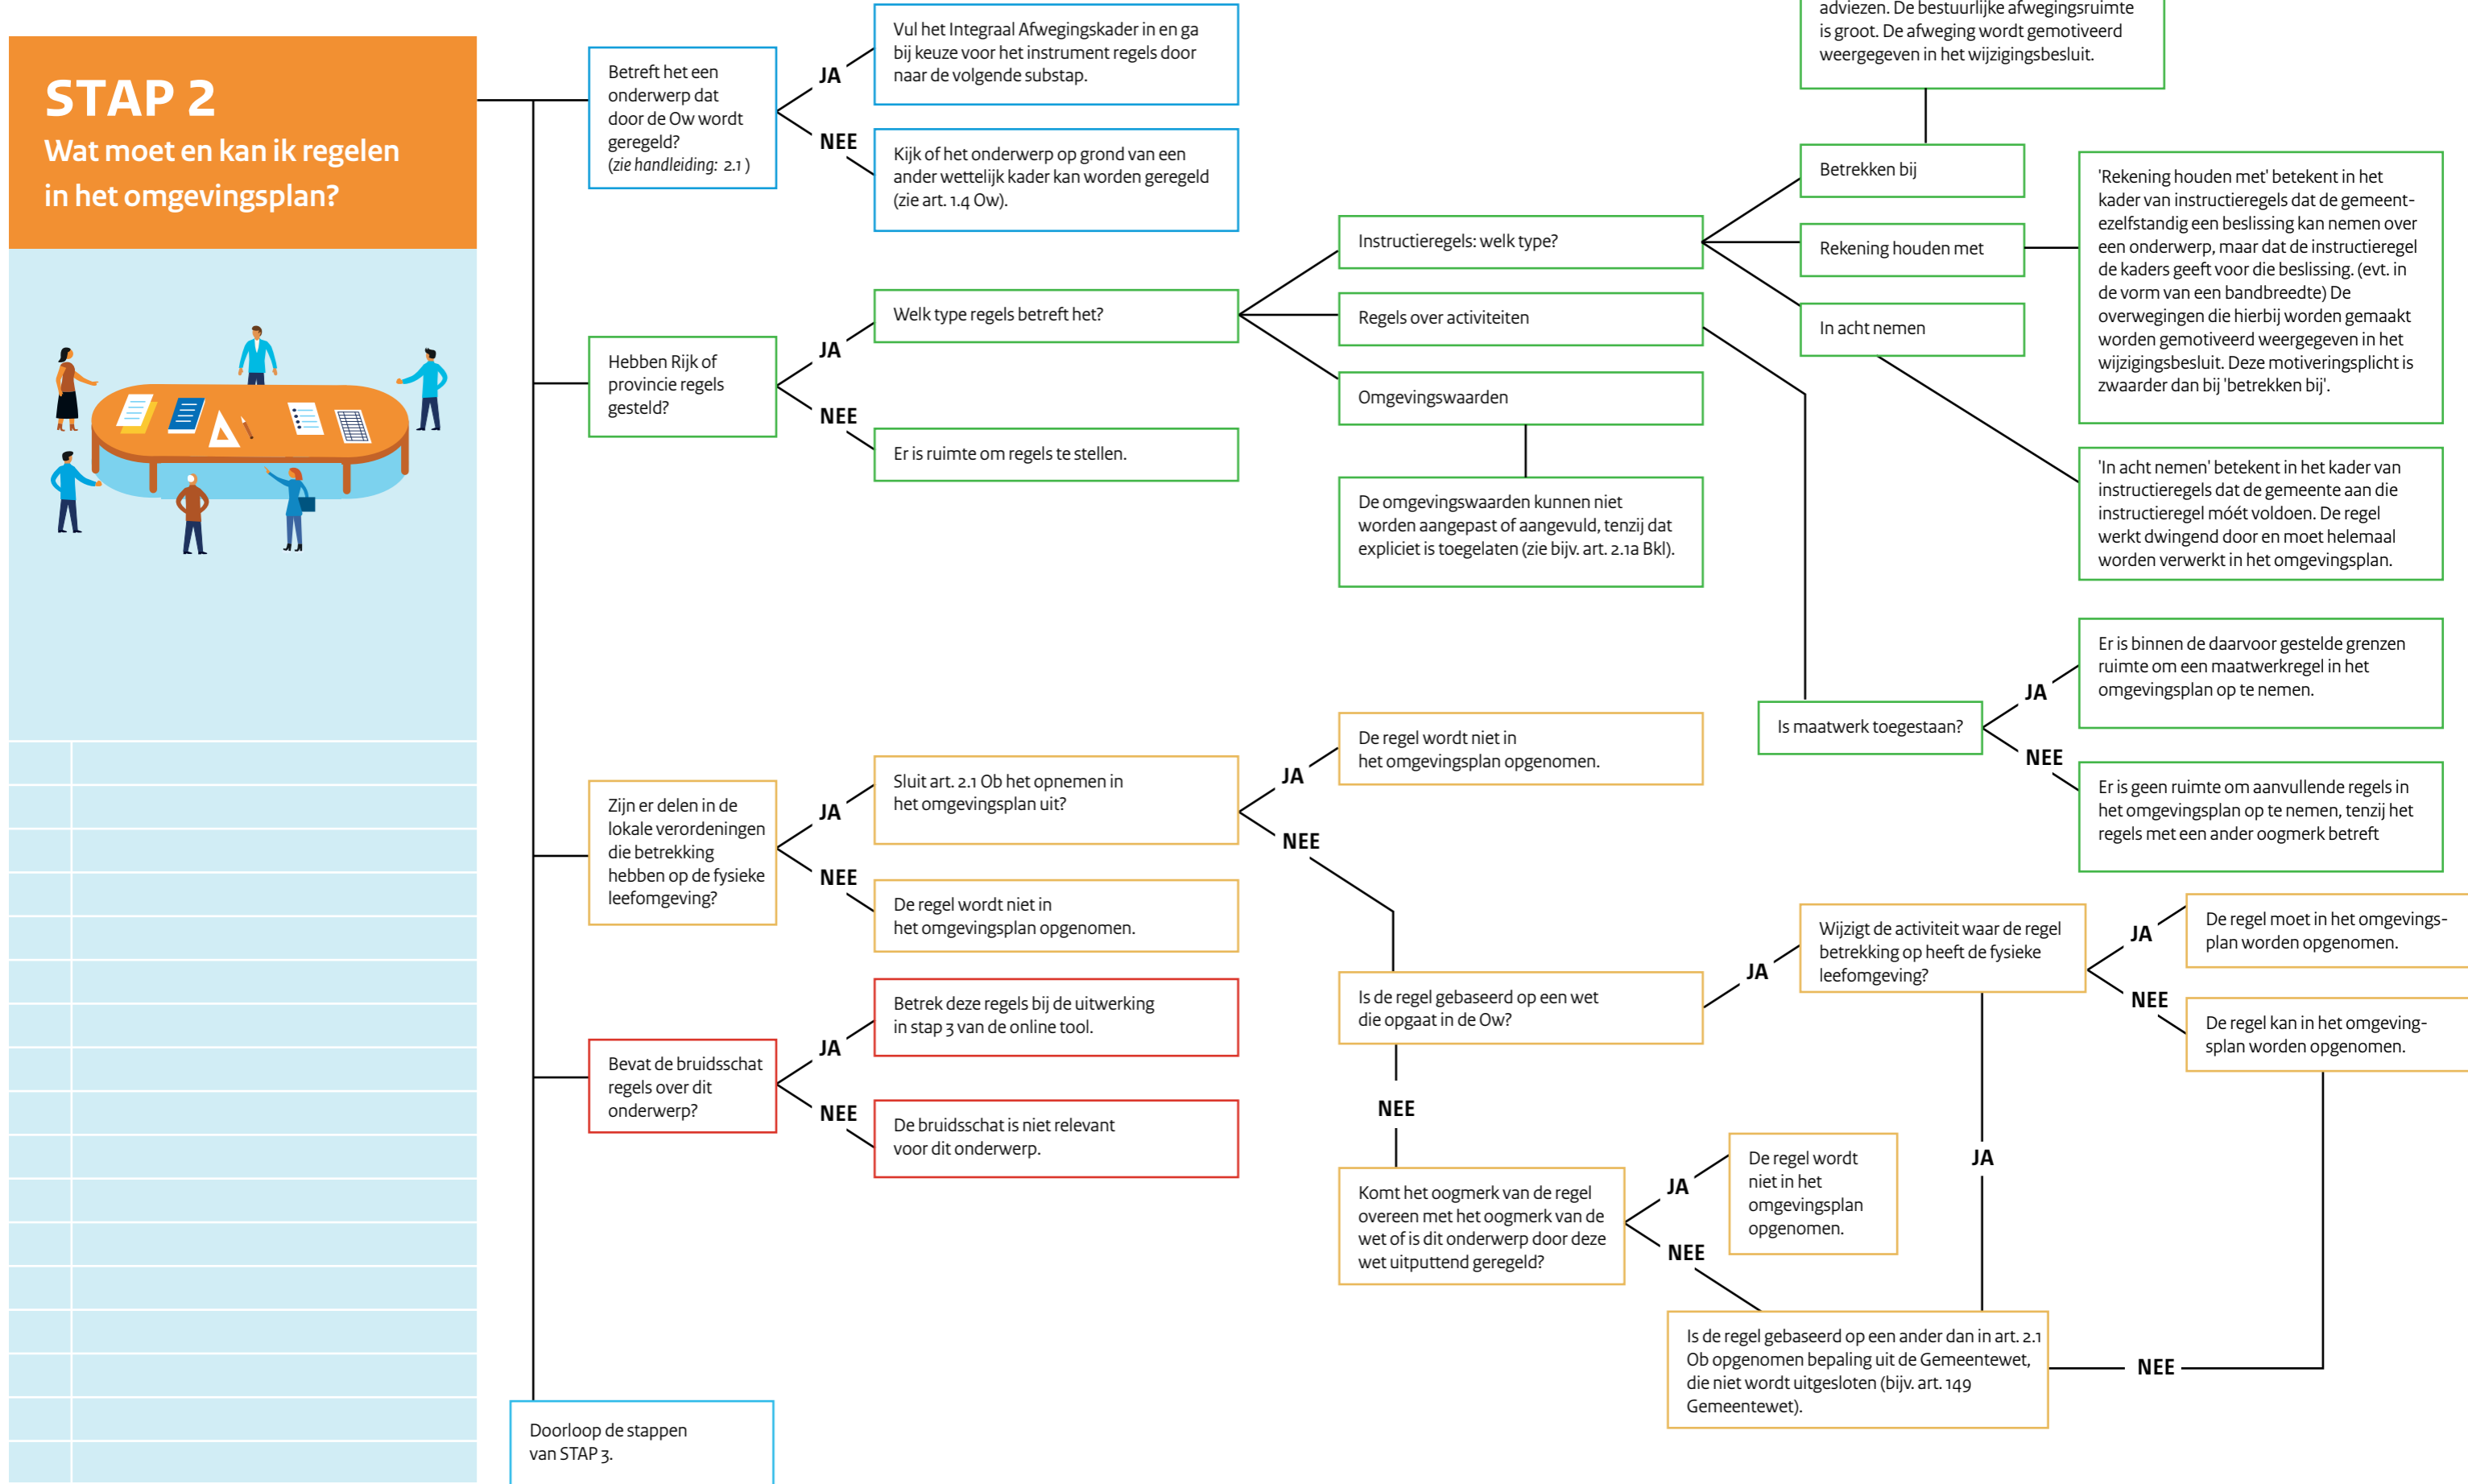 STAP 2
Wat moet en kan ik regelen
in het omgevingsplan?
Betreft het een
onderwerp dat
door de Ow wordt
geregeld?
(zie handleiding: 2.1 )
JA
Vul het Integraal Afwegingskader in en ga
bij keuze voor het instrument regels door
naar de volgende substap.
NEE
Kijk of het onderwerp op grond van een
ander wettelijk kader kan worden geregeld
(zie art. 1.4 Ow).
Hebben Rijk of
provincie regels
gesteld?
JA
Welk type regels betreft het?
NEE
Er is ruimte om regels te stellen.
Instructieregels: welk type?
Regels over activiteiten
Omgevingswaarden
De omgevingswaarden kunnen niet
worden aangepast of aangevuld, tenzij dat
expliciet is toegelaten (zie bijv. art. 2.1a Bkl).
adviezen. De bestuurlijke afwegingsruimte
is groot. De afweging wordt gemotiveerd
weergegeven in het wijzigingsbesluit.
Betrekken bij
Rekening houden met
In acht nemen
'Rekening houden met' betekent in het
kader van instructieregels dat de gemeent-
ezelfstandig een beslissing kan nemen over
een onderwerp, maar dat de instructieregel
de kaders geeft voor die beslissing. (evt. in
de vorm van een bandbreedte) De
overwegingen die hierbij worden gemaakt
worden gemotiveerd weergegeven in het
wijzigingsbesluit. Deze motiveringsplicht is
zwaarder dan bij 'betrekken bij'.
'In acht nemen' betekent in het kader van
instructieregels dat de gemeente aan die
instructieregel móét voldoen. De regel
werkt dwingend door en moet helemaal
worden verwerkt in het omgevingsplan.
Is maatwerk toegestaan?
JA
Er is binnen de daarvoor gestelde grenzen
ruimte om een maatwerkregel in het
omgevingsplan op te nemen.
NEE
Er is geen ruimte om aanvullende regels in
het omgevingsplan op te nemen, tenzij het
regels met een ander oogmerk betreft
Zijn er delen in de
lokale verordeningen
die betrekking
hebben op de fysieke
leefomgeving?
JA
Sluit art. 2.1 Ob het opnemen in
het omgevingsplan uit?
NEE
De regel wordt niet in
het omgevingsplan opgenomen.
JA
De regel wordt niet in
het omgevingsplan opgenomen.
NEE
Is de regel gebaseerd op een wet
die opgaat in de Ow?
JA
Wijzigt de activiteit waar de regel
betrekking op heeft de fysieke
leefomgeving?
JA
De regel moet in het omgevings-
plan worden opgenomen.
NEE
De regel kan in het omgeving-
splan worden opgenomen.
NEE
Komt het oogmerk van de regel
overeen met het oogmerk van de
wet of is dit onderwerp door deze
wet uitputtend geregeld?
JA
De regel wordt
niet in het
omgevingsplan
opgenomen.
NEE
JA
Is de regel gebaseerd op een ander dan in art. 2.1
Ob opgenomen bepaling uit de Gemeentewet,
die niet wordt uitgesloten (bijv. art. 149
Gemeentewet).
NEE
Bevat de bruidsschat
regels over dit
onderwerp?
JA
Betrek deze regels bij de uitwerking
in stap 3 van de online tool.
NEE
De bruidsschat is niet relevant
voor dit onderwerp.
Doorloop de stappen
van STAP 3.